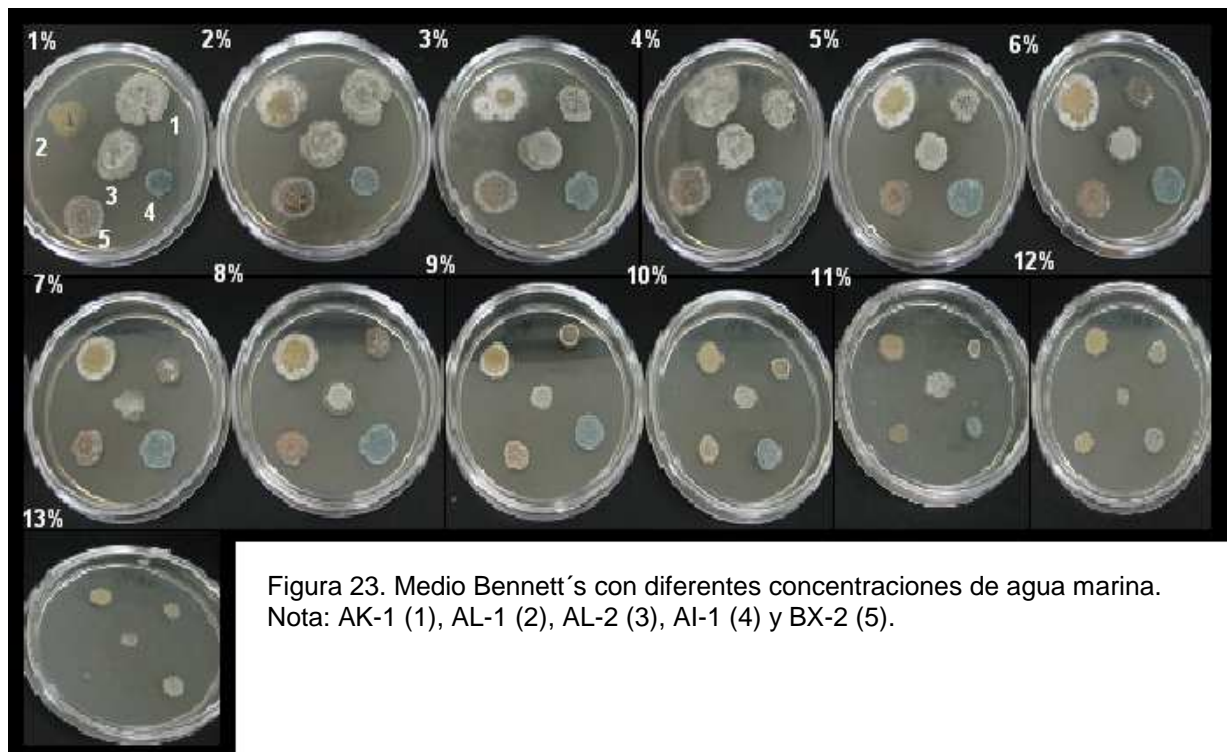 1% 2% 3% 4% 5% 6%
1
2
3
4
5
7% 8% 9% 10% 11% 12%
13%
Figura 23. Medio Bennett´s con diferentes concentraciones de agua marina.
Nota: AK-1 (1), AL-1 (2), AL-2 (3), AI-1 (4) y BX-2 (5).